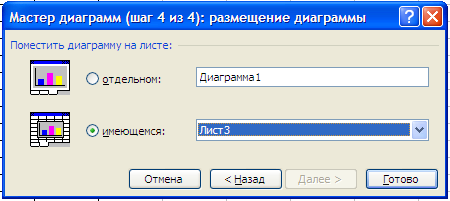 Мастер диаграмм (шаг 4 из 4): размещение диаграммы
Поместить диаграмму на листе:
отдельном: Диаграмма1
имеющемся: Лист3
Отмена < Назад Далее > Готово